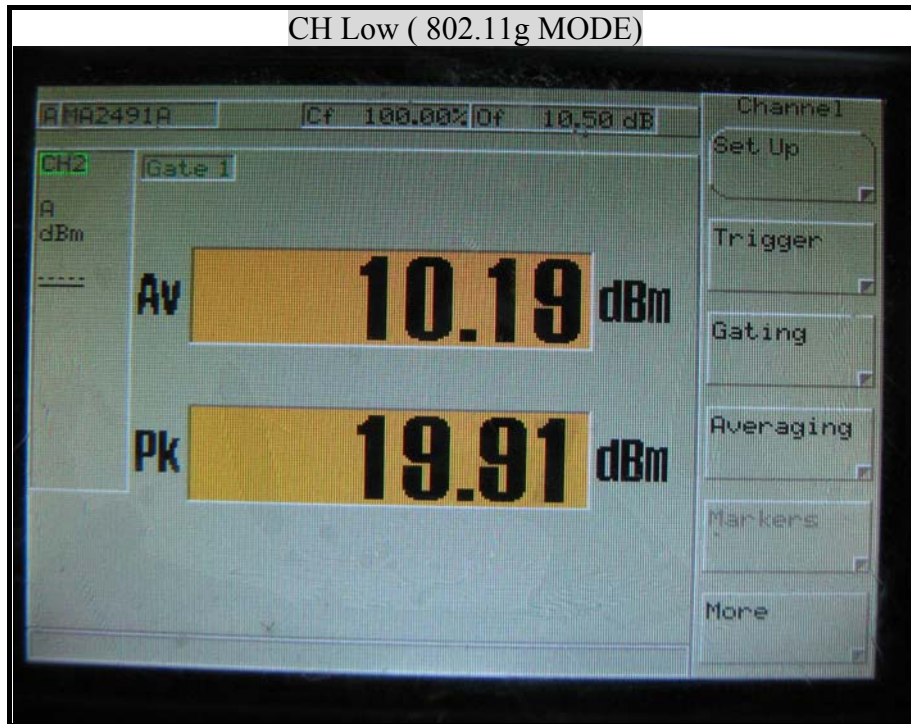 CH Low ( 802.11g MODE)
A MA2491A Cf 100.00% Of 10.50 dB
Channel
Set Up
CH2 Gate 1
A
dBm
-----
Trigger
Av 10.19 dBm
Gating
Pk 19.91 dBm
Averaging
Markers
More